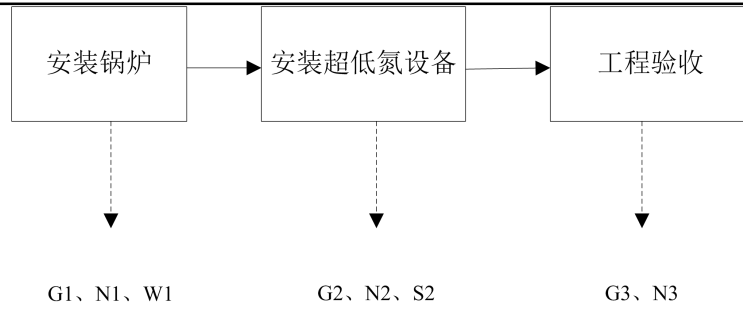 安装锅炉
安装超低氮设备
工程验收
G1、N1、W1
G2、N2、S2
G3、N3